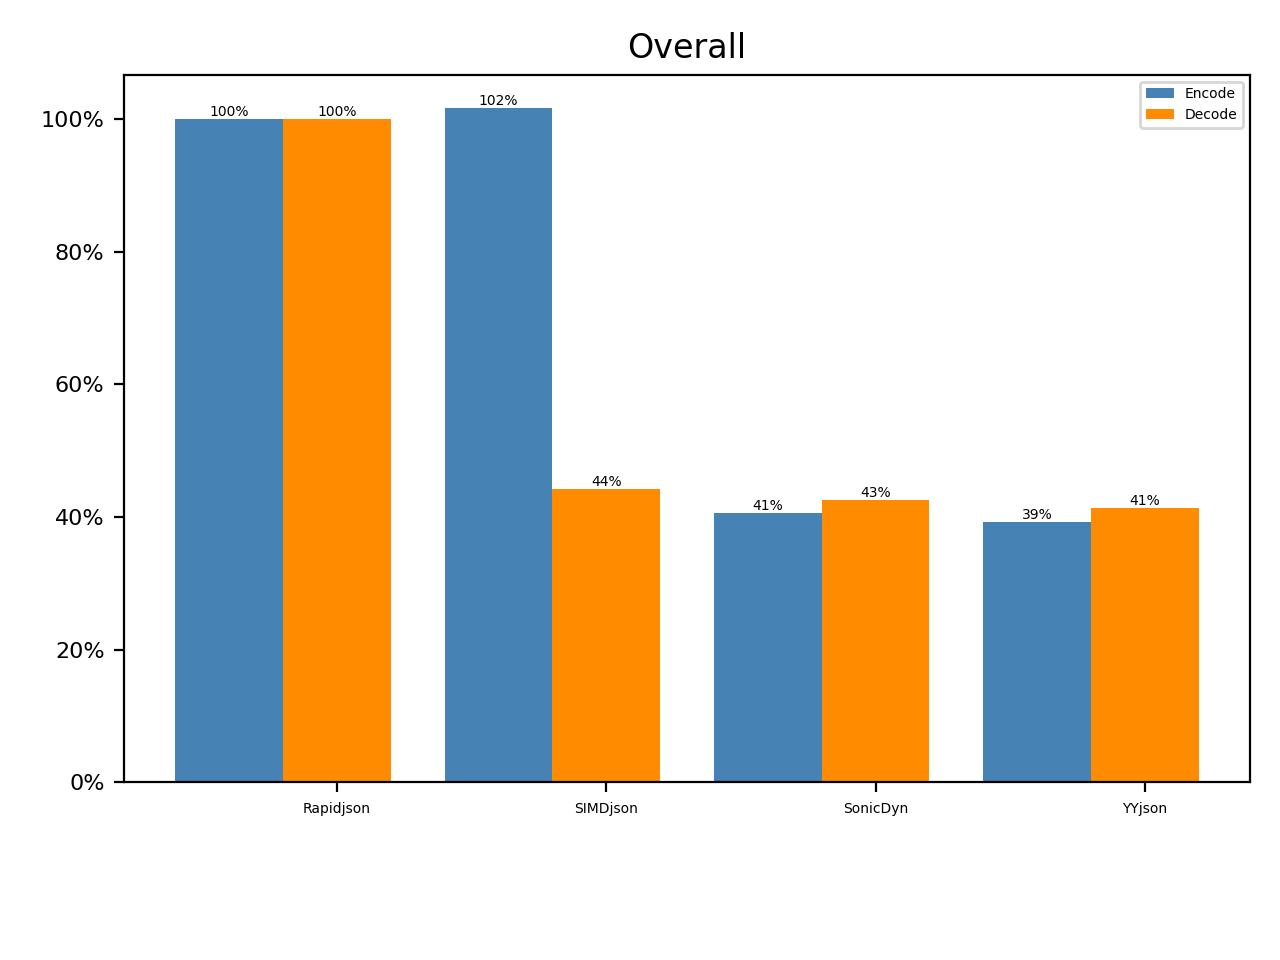 Overall
Encode
Decode
100%
80%
60%
40%
20%
0%
100%
100%
102%
44%
41%
43%
39%
41%
Rapidjson
SIMDjson
SonicDyn
YYjson